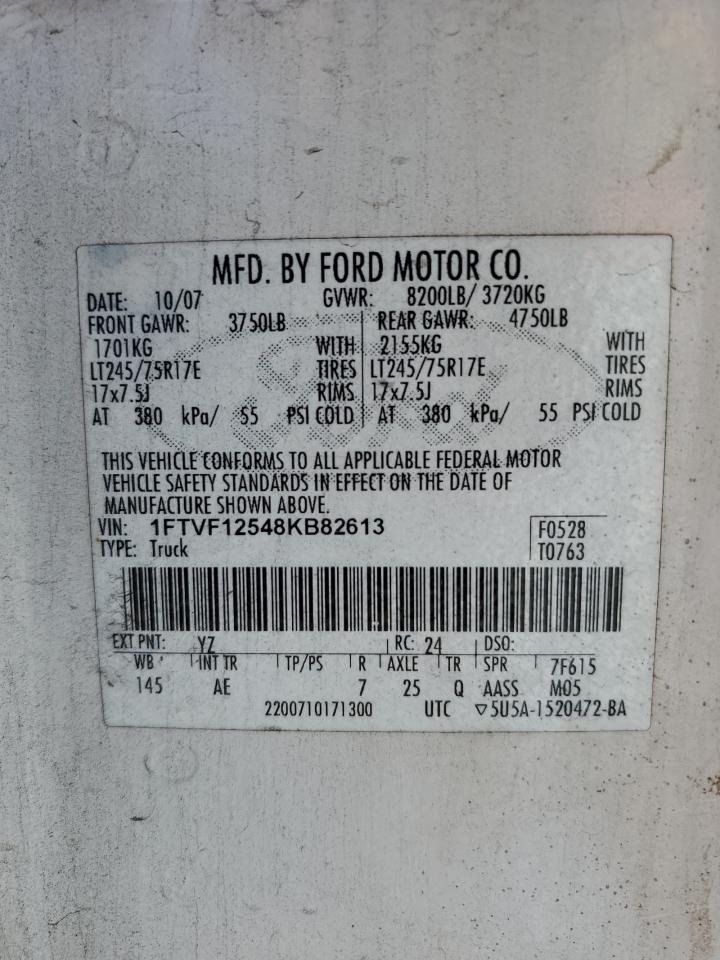 MFD. BY FORD MOTOR CO.
DATE: 10/07 GVWR: 8200LB/ 3720KG
FRONT GAWR: 3750LB REAR GAWR: 4750LB
1701KG WITH 2155KG WITH
LT245/75R17E TIRES LT245/75R17E TIRES
17x7.5J RIMS 17x7.5J RIMS
AT 380 kPa/ 55 PSI COLD AT 380 kPa/ 55 PSI COLD
THIS VEHICLE CONFORMS TO ALL APPLICABLE FEDERAL MOTOR
VEHICLE SAFETY STANDARDS IN EFFECT ON THE DATE OF
MANUFACTURE SHOWN ABOVE.
VIN: 1FTVF12548KB82613 F0528
TYPE: Truck T0763
EXT PNT: YZ RC: 24 DSO:
WB INT TR TP/PS R AXLE TR SPR 7F615
145 AE 7 25 Q AASS M05
2200710171300 UTC ▽5U5A-1520472-BA